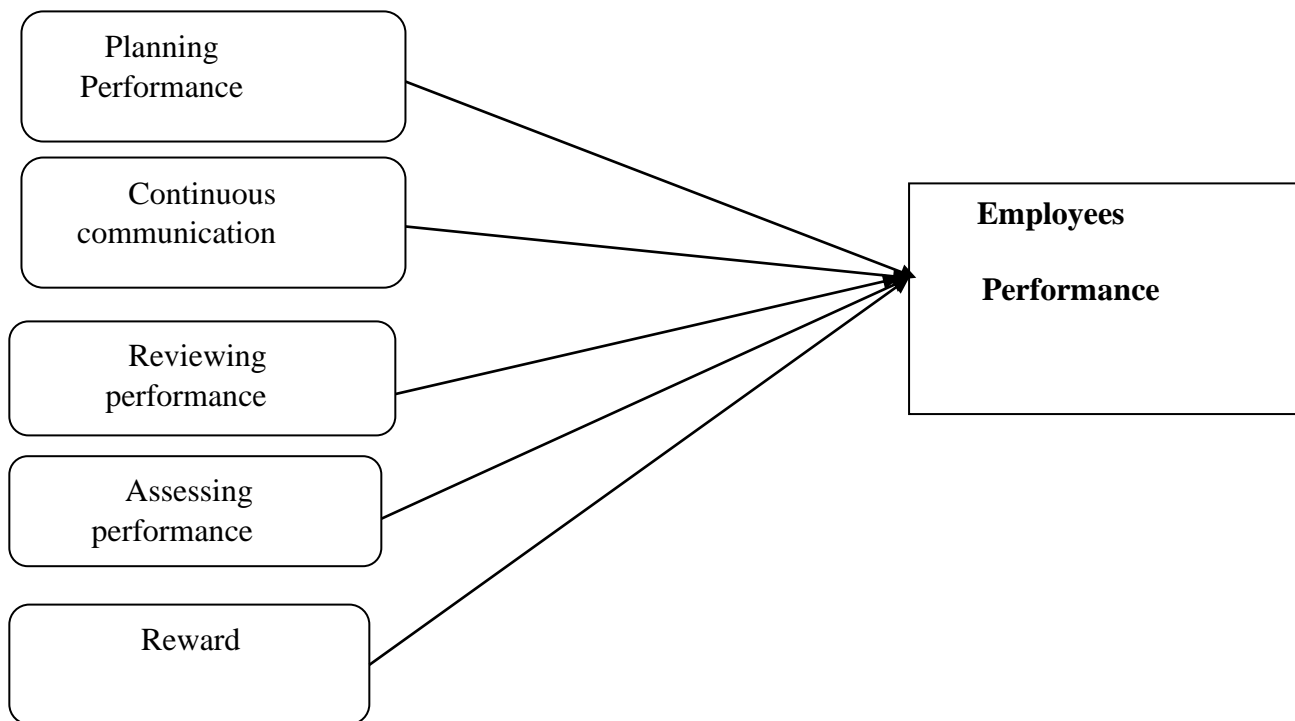 Planning
Performance
Continuous
communication
Employees
Performance
Reviewing
performance
Assessing
performance
Reward